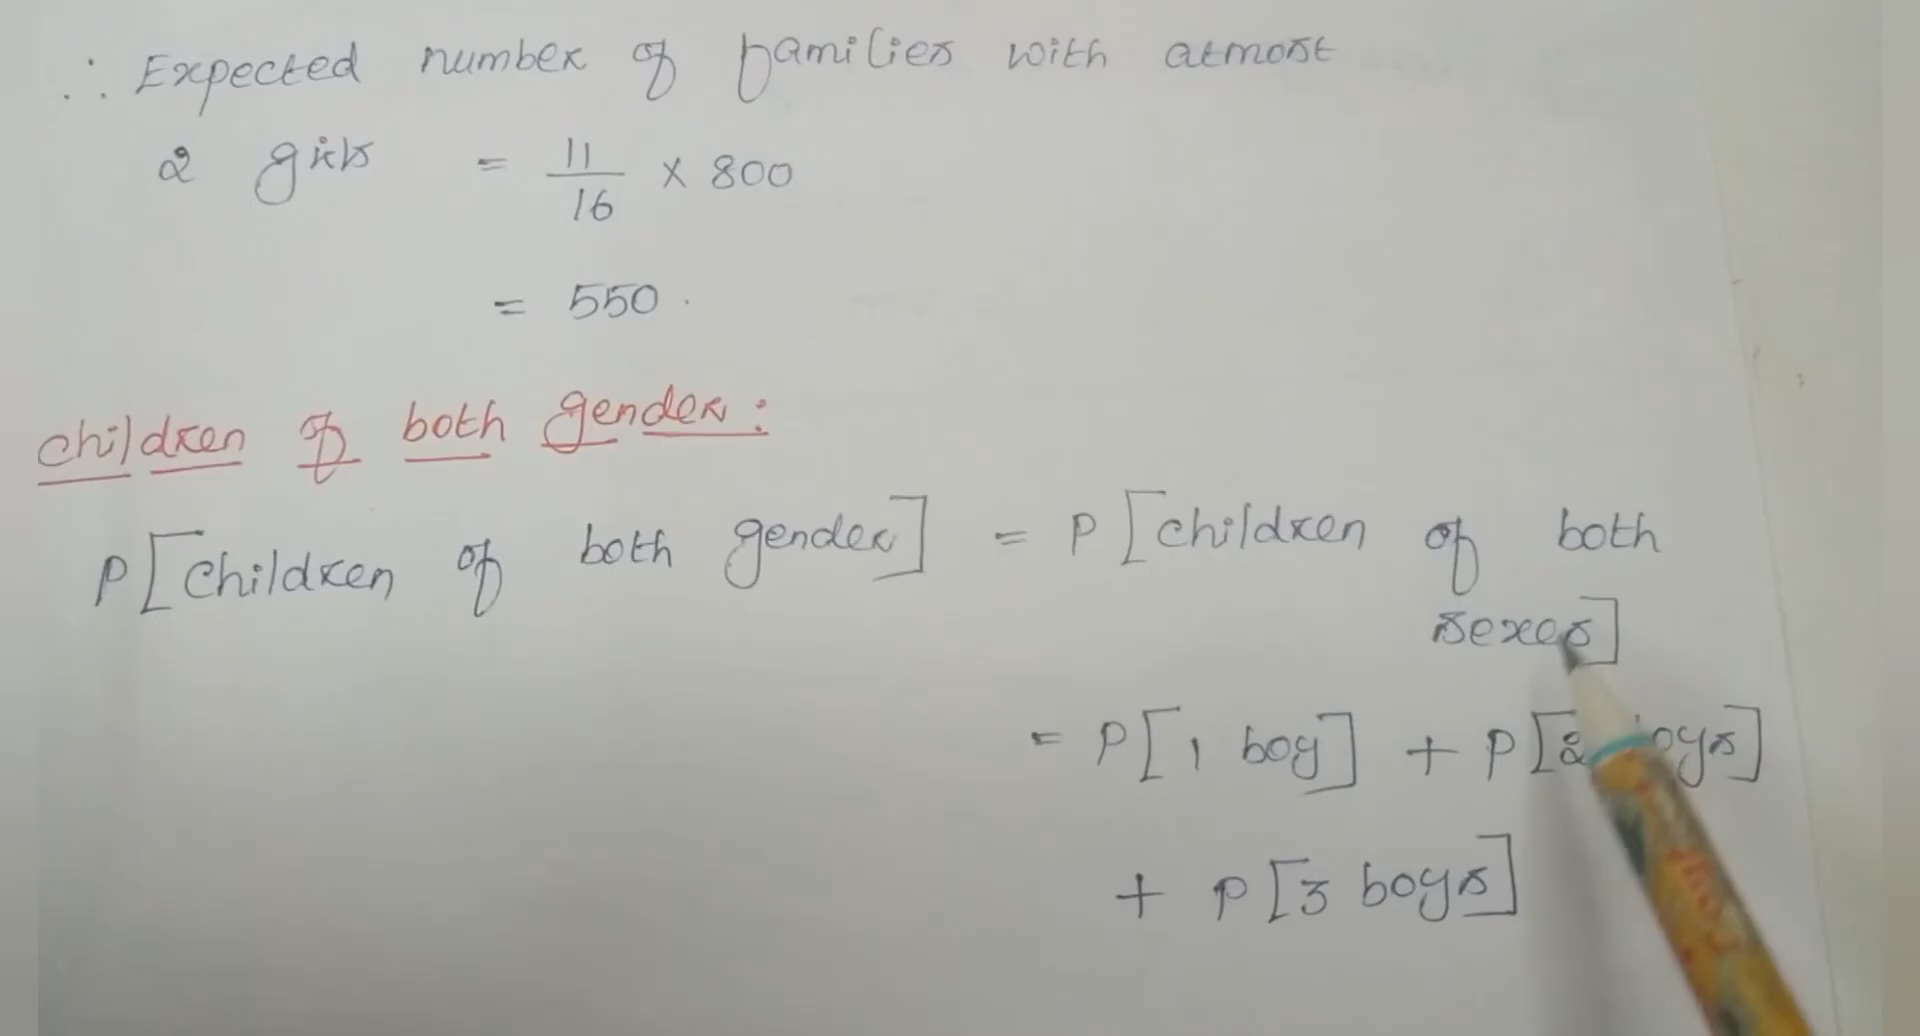 ∴ Expected number of families with atmost
2 girls = 11/16 × 800
= 550.
children of both gender:
P[children of both gender] = P[children of both
sexes]
= P[1 boy] + P[2 boys]
+ P[3 boys]